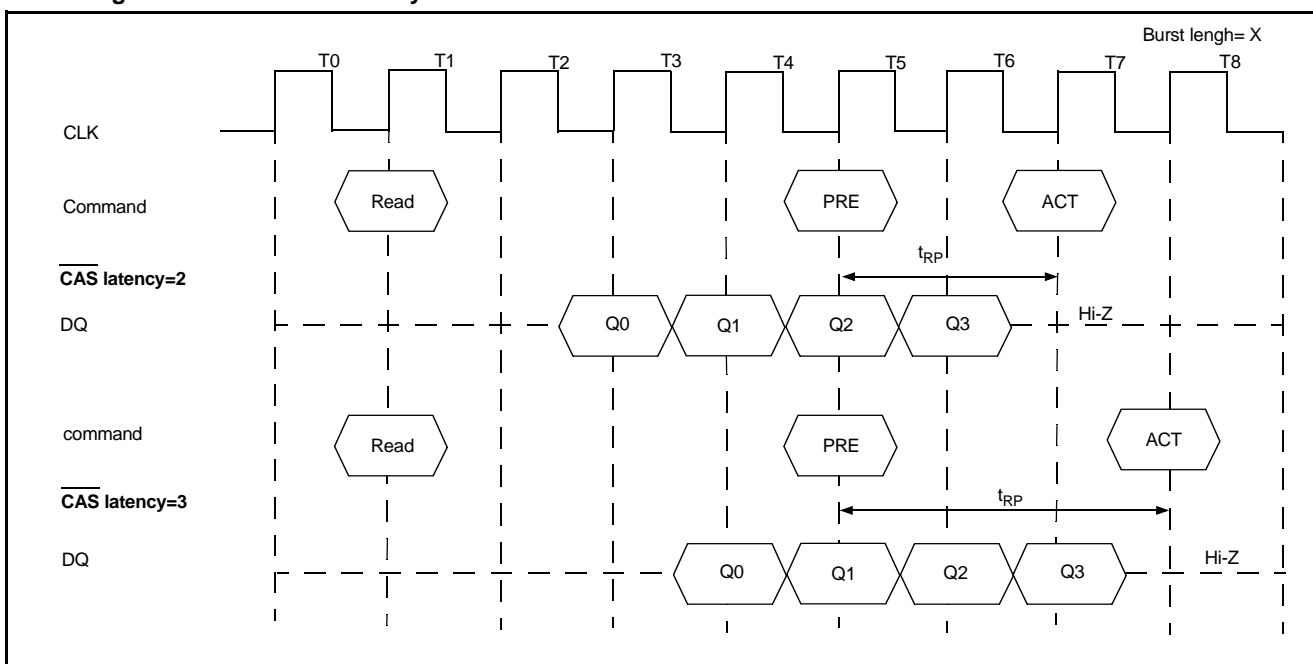 Burst lengh= X
T0 T1 T2 T3 T4 T5 T6 T7 T8
CLK
Command Read PRE ACT
CAS latency=2
tRP
DQ Q0 Q1 Q2 Q3 Hi-Z
command Read PRE ACT
CAS latency=3
tRP
DQ Q0 Q1 Q2 Q3 Hi-Z